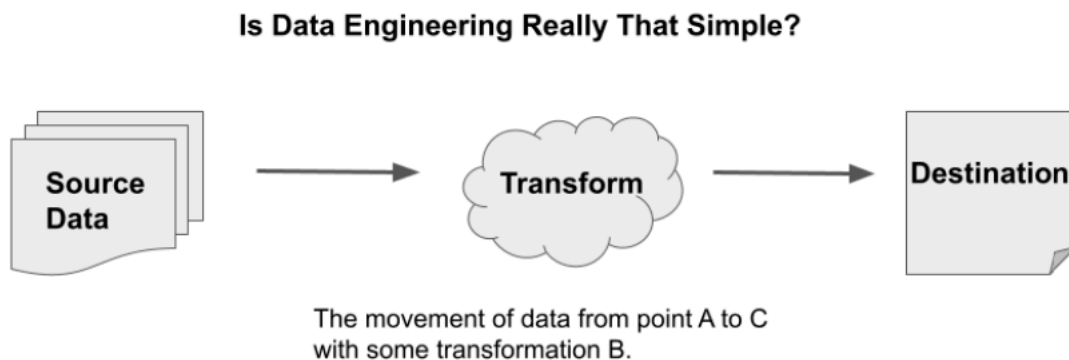 Is Data Engineering Really That Simple?
Source
Data
Transform
Destination
The movement of data from point A to C
with some transformation B.